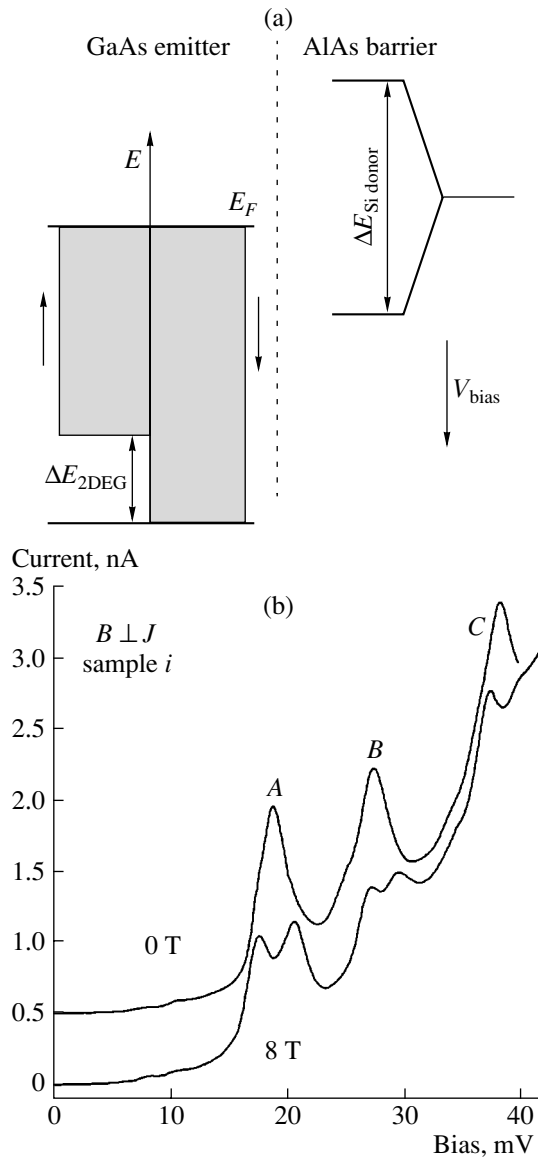 (a)
GaAs emitter
AlAs barrier
E
E_F
ΔE_Si donor
V_bias
ΔE_2DEG
Current, nA
3.5
(b)
B ⊥ J
sample i
C
3.0
2.5
B
A
2.0
1.5
1.0
0 T
0.5
8 T
0
0 10 20 30 40
Bias, mV